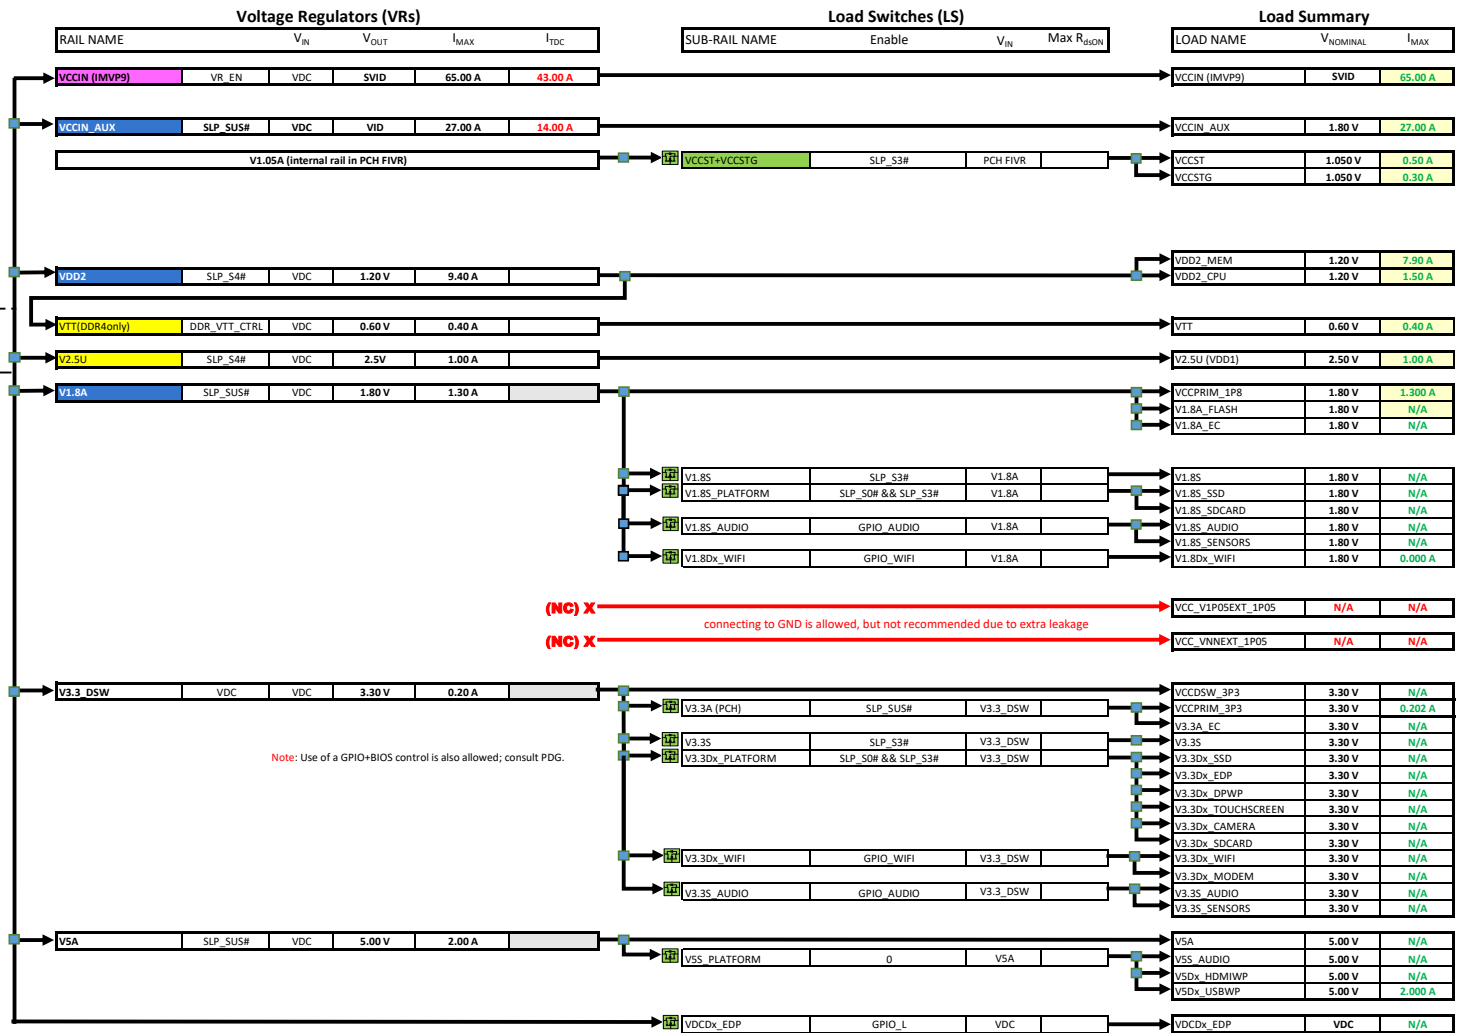 Voltage Regulators (VRs) Load Switches (LS) Load Summary
RAIL NAME VIN VOUT IMAX ITDC SUB-RAIL NAME Enable VIN Max RdsON LOAD NAME VNOMINAL IMAX
VCCIN (IMVP9) VR_EN VDC SVID 65.00 A 43.00 A VCCIN (IMVP9) SVID 65.00 A
VCCIN_AUX SLP_SUS# VDC VID 27.00 A 14.00 A VCCIN_AUX 1.80 V 27.00 A
V1.05A (internal rail in PCH FIVR) VCCST+VCCSTG SLP_S3# PCH FIVR VCCST 1.050 V 0.50 A
VCCSTG 1.050 V 0.30 A
VDD2_MEM 1.20 V 7.90 A
VDD2 SLP_S4# VDC 1.20 V 9.40 A VDD2_CPU 1.20 V 1.50 A
VTT(DDR4only) DDR_VTT_CTRL VDC 0.60 V 0.40 A VTT 0.60 V 0.40 A
V2.5U SLP_S4# VDC 2.5V 1.00 A V2.5U (VDD1) 2.50 V 1.00 A
V1.8A SLP_SUS# VDC 1.80 V 1.30 A VCCPRIM_1P8 1.80 V 1.300 A
V1.8A_FLASH 1.80 V N/A
V1.8A_EC 1.80 V N/A
V1.8S SLP_S3# V1.8A V1.8S 1.80 V N/A
V1.8S_PLATFORM SLP_S0# && SLP_S3# V1.8A V1.8S_SSD 1.80 V N/A
V1.8S_SDCARD 1.80 V N/A
V1.8S_AUDIO GPIO_AUDIO V1.8A V1.8S_AUDIO 1.80 V N/A
V1.8S_SENSORS 1.80 V N/A
V1.8Dx_WIFI GPIO_WIFI V1.8A V1.8Dx_WIFI 1.80 V 0.000 A
(NC) X VCC_V1P05EXT_1P05 N/A N/A
connecting to GND is allowed, but not recommended due to extra leakage
(NC) X VCC_VNNEXT_1P05 N/A N/A
V3.3_DSW VDC VDC 3.30 V 0.20 A VCCDSW_3P3 3.30 V N/A
V3.3A (PCH) SLP_SUS# V3.3_DSW VCCPRIM_3P3 3.30 V 0.202 A
V3.3A_EC 3.30 V N/A
V3.3S SLP_S3# V3.3_DSW V3.3S 3.30 V N/A
Note: Use of a GPIO+BIOS control is also allowed; consult PDG. V3.3Dx_PLATFORM SLP_S0# && SLP_S3# V3.3_DSW V3.3Dx_SSD 3.30 V N/A
V3.3Dx_EDP 3.30 V N/A
V3.3Dx_DPWP 3.30 V N/A
V3.3Dx_TOUCHSCREEN 3.30 V N/A
V3.3Dx_CAMERA 3.30 V N/A
V3.3Dx_SDCARD 3.30 V N/A
V3.3Dx_WIFI GPIO_WIFI V3.3_DSW V3.3Dx_WIFI 3.30 V N/A
V3.3Dx_MODEM 3.30 V N/A
V3.3S_AUDIO GPIO_AUDIO V3.3_DSW V3.3S_AUDIO 3.30 V N/A
V3.3S_SENSORS 3.30 V N/A
V5A SLP_SUS# VDC 5.00 V 2.00 A V5A 5.00 V N/A
V5S_PLATFORM 0 V5A V5S_AUDIO 5.00 V N/A
V5Dx_HDMIWP 5.00 V N/A
V5Dx_USBWP 5.00 V 2.000 A
VDCDx_EDP GPIO_L VDC VDCDx_EDP VDC N/A